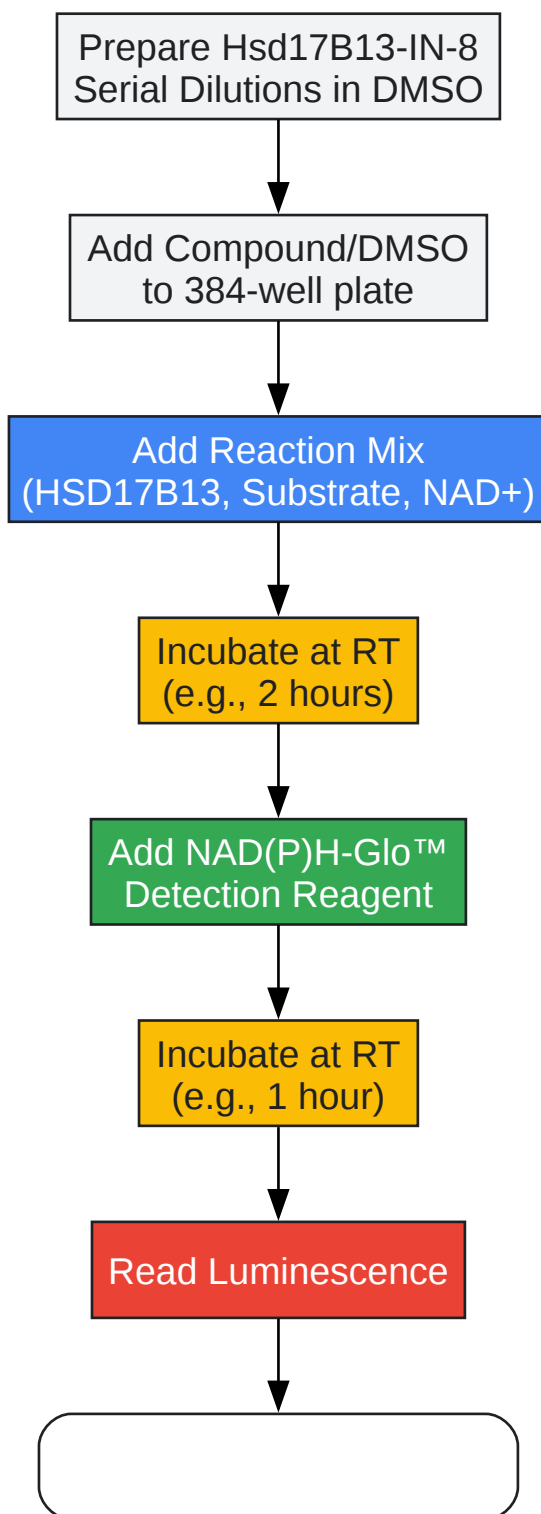 Prepare Hsd17B13-IN-8
Serial Dilutions in DMSO
Add Compound/DMSO
to 384-well plate
Add Reaction Mix
(HSD17B13, Substrate, NAD+)
Incubate at RT
(e.g., 2 hours)
Add NAD(P)H-Glo™
Detection Reagent
Incubate at RT
(e.g., 1 hour)
Read Luminescence